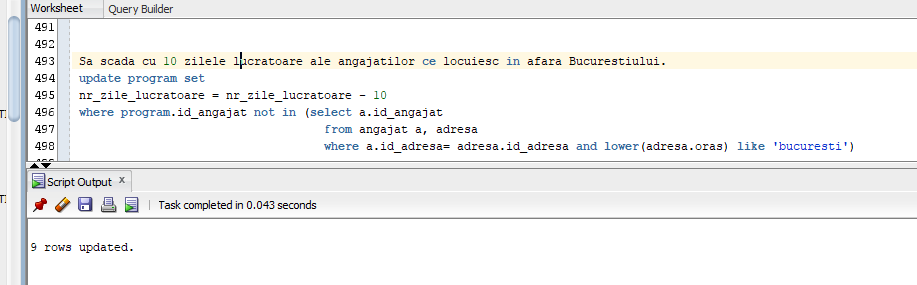 Worksheet Query Builder
491
492
493 Sa scada cu 10 zilele lucratoare ale angajatilor ce locuiesc in afara Bucurestiului.
494 update program set
495 nr_zile_lucratoare = nr_zile_lucratoare - 10
496 where program.id_angajat not in (select a.id_angajat
497 from angajat a, adresa
498 where a.id_adresa= adresa.id_adresa and lower(adresa.oras) like 'bucuresti')
Script Output x
Task completed in 0.043 seconds
9 rows updated.